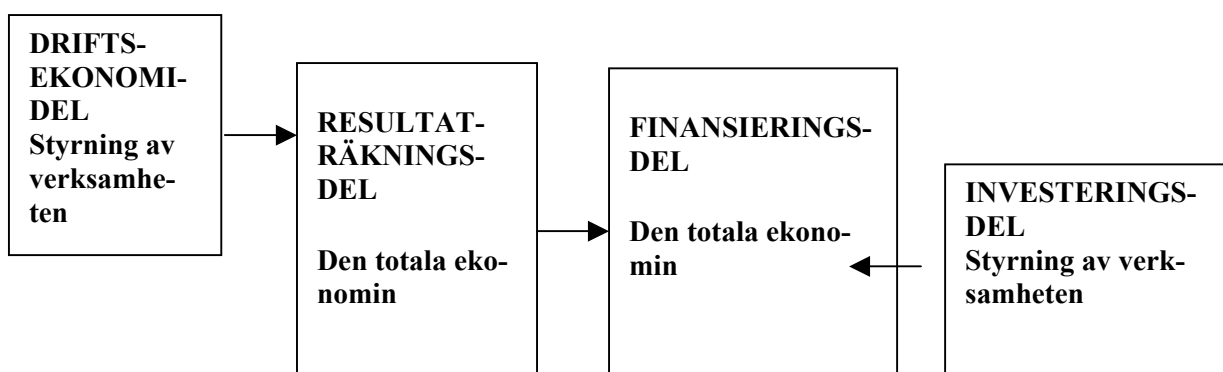 DRIFTS-
EKONOMI-
DEL
Styrning av
verksamhe-
ten
RESULTAT-
RÄKNINGS-
DEL
Den totala eko-
nomin
FINANSIERINGS-
DEL
Den totala ekono-
min
INVESTERINGS-
DEL
Styrning av verk-
samheten